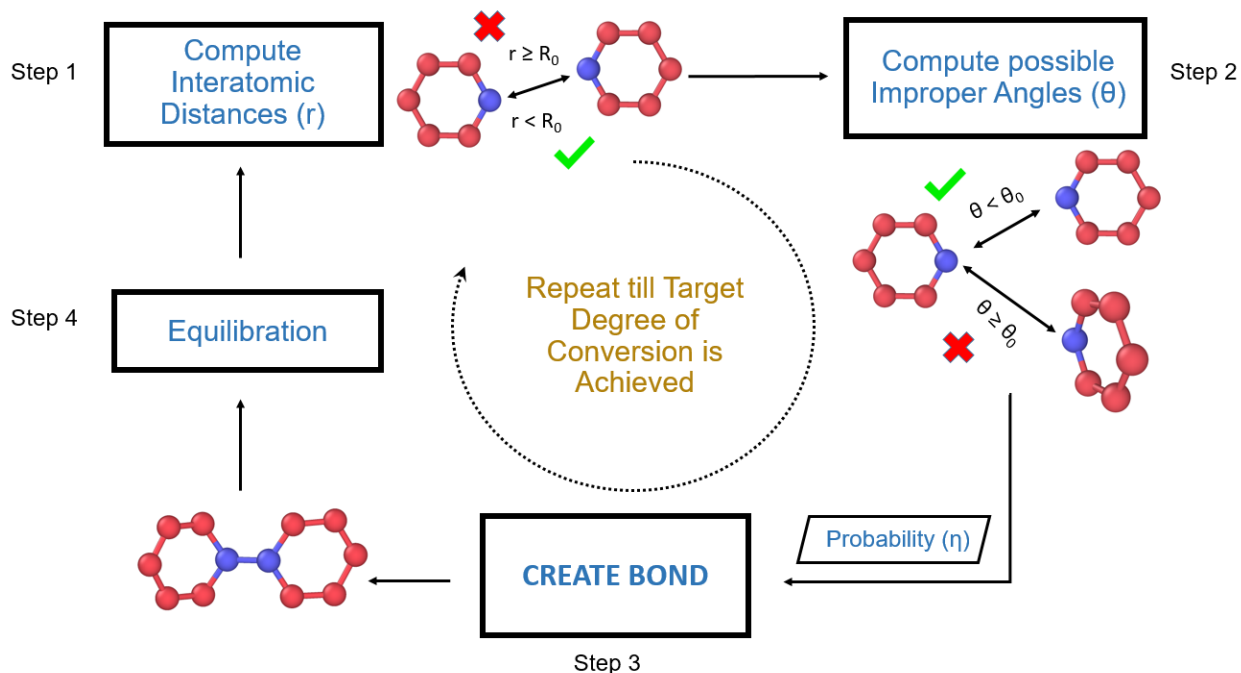 Step 1
Compute
Interatomic
Distances (r)
r ≥ R₀
r < R₀
Compute possible
Improper Angles (θ)
Step 2
θ < θ₀
θ ≥ θ₀
Repeat till Target
Degree of
Conversion is
Achieved
Step 4
Equilibration
Probability (η)
CREATE BOND
Step 3